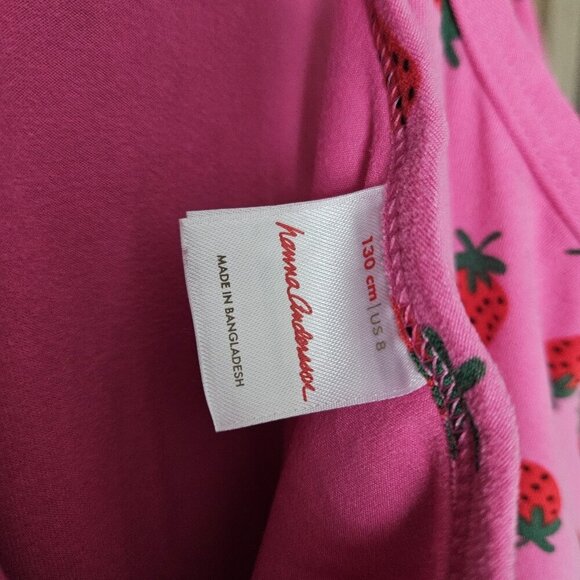 130 cm | US 8
hanna andersson
MADE IN BANGLADESH